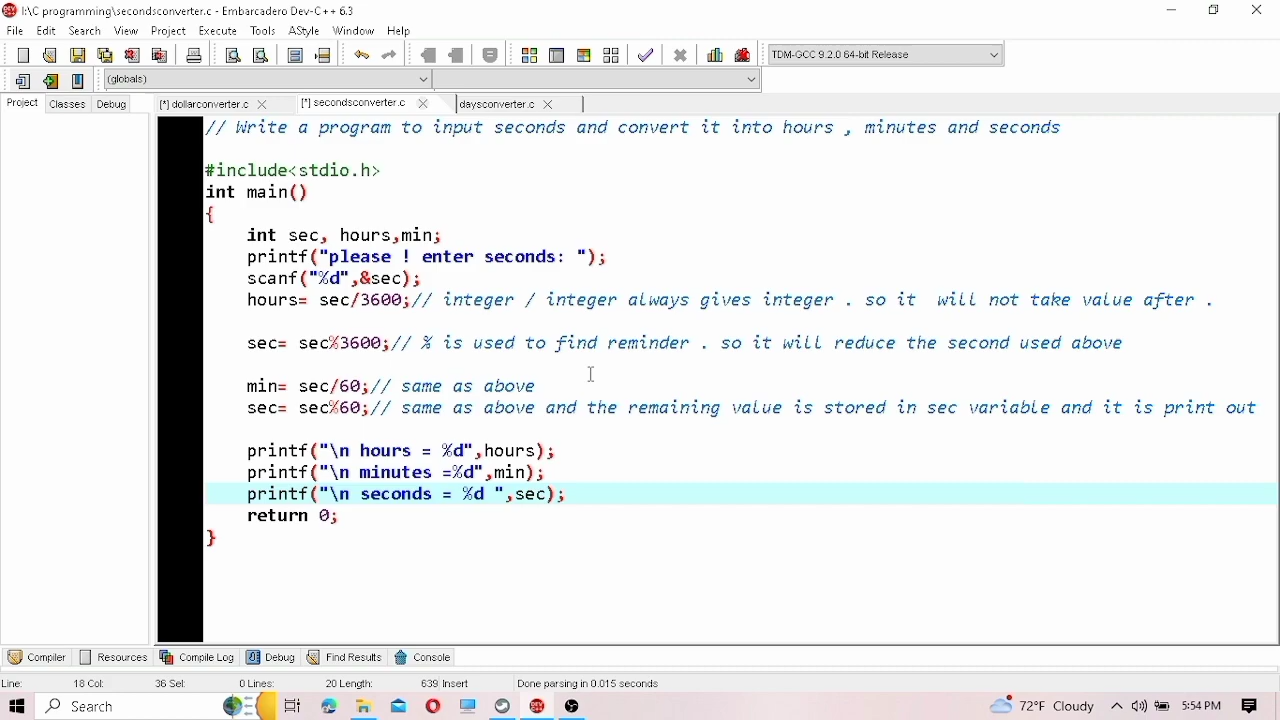 I:\C programming\secondsconverter.c - Embarcadero Dev-C++ 6.3
File Edit Search View Project Execute Tools AStyle Window Help
TDM-GCC 9.2.0 64-bit Release
(globals)
Project Classes Debug [*] dollarconverter.c [*] secondsconverter.c daysconverter.c
// Write a program to input seconds and convert it into hours , minutes and seconds
#include<stdio.h>
int main()
{
int sec, hours,min;
printf("please ! enter seconds: ");
scanf("%d",&sec);
hours= sec/3600;// integer / integer always gives integer . so it  will not take value after .
sec= sec%3600;// % is used to find reminder . so it will reduce the second used above
min= sec/60;// same as above
sec= sec%60;// same as above and the remaining value is stored in sec variable and it is print out
printf("\n hours = %d",hours);
printf("\n minutes =%d",min);
printf("\n seconds = %d ",sec);
return 0;
}
Compiler Resources Compile Log Debug Find Results Console
Line: 18 Col: 36 Sel: 0 Lines: 20 Length: 639 Insert Done parsing in 0.015 seconds
Search 72°F Cloudy 5:54 PM